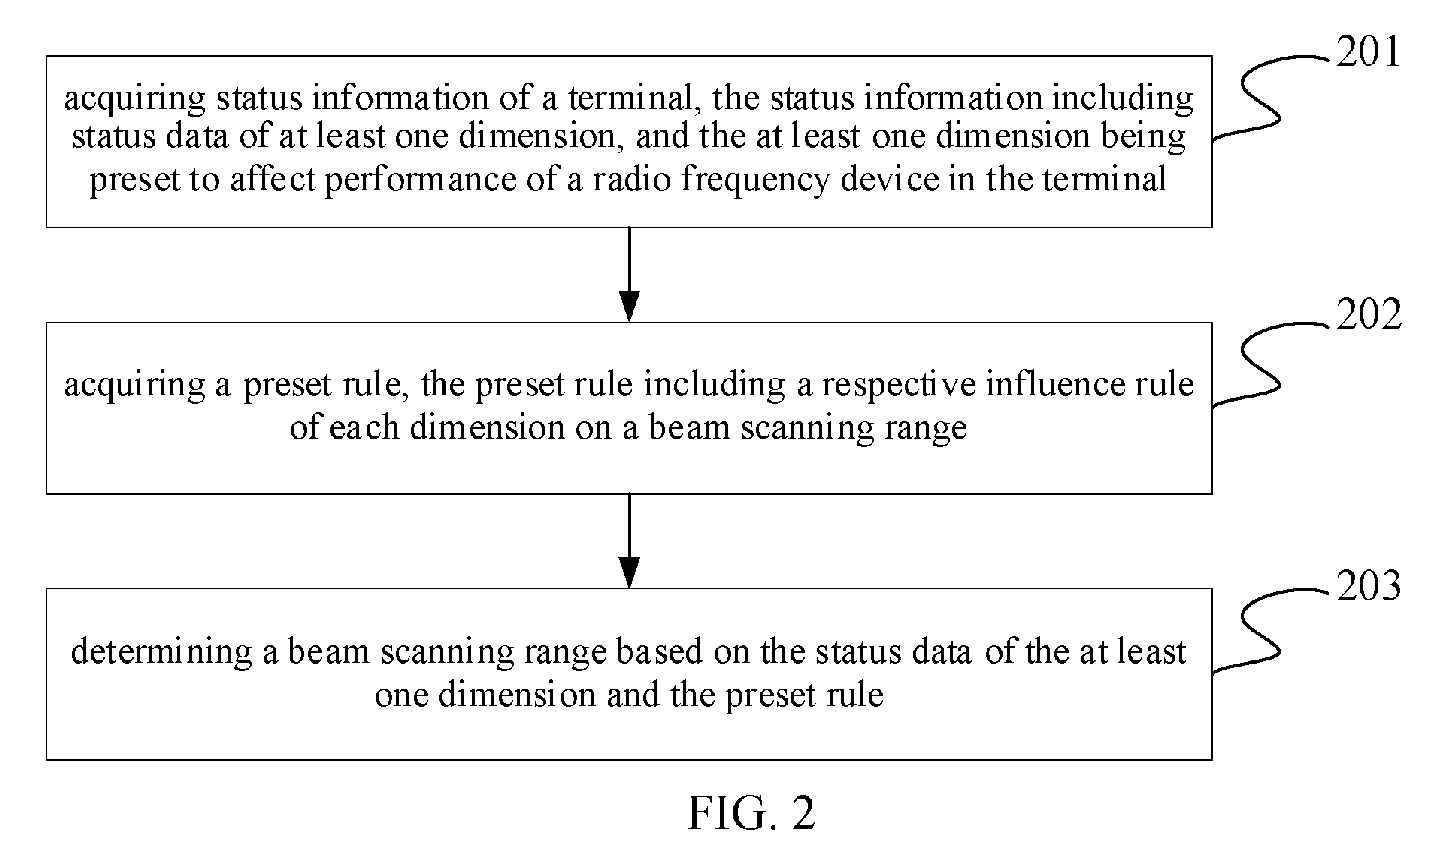 201
acquiring status information of a terminal, the status information including
status data of at least one dimension, and the at least one dimension being
preset to affect performance of a radio frequency device in the terminal
202
acquiring a preset rule, the preset rule including a respective influence rule
of each dimension on a beam scanning range
203
determining a beam scanning range based on the status data of the at least
one dimension and the preset rule
FIG. 2